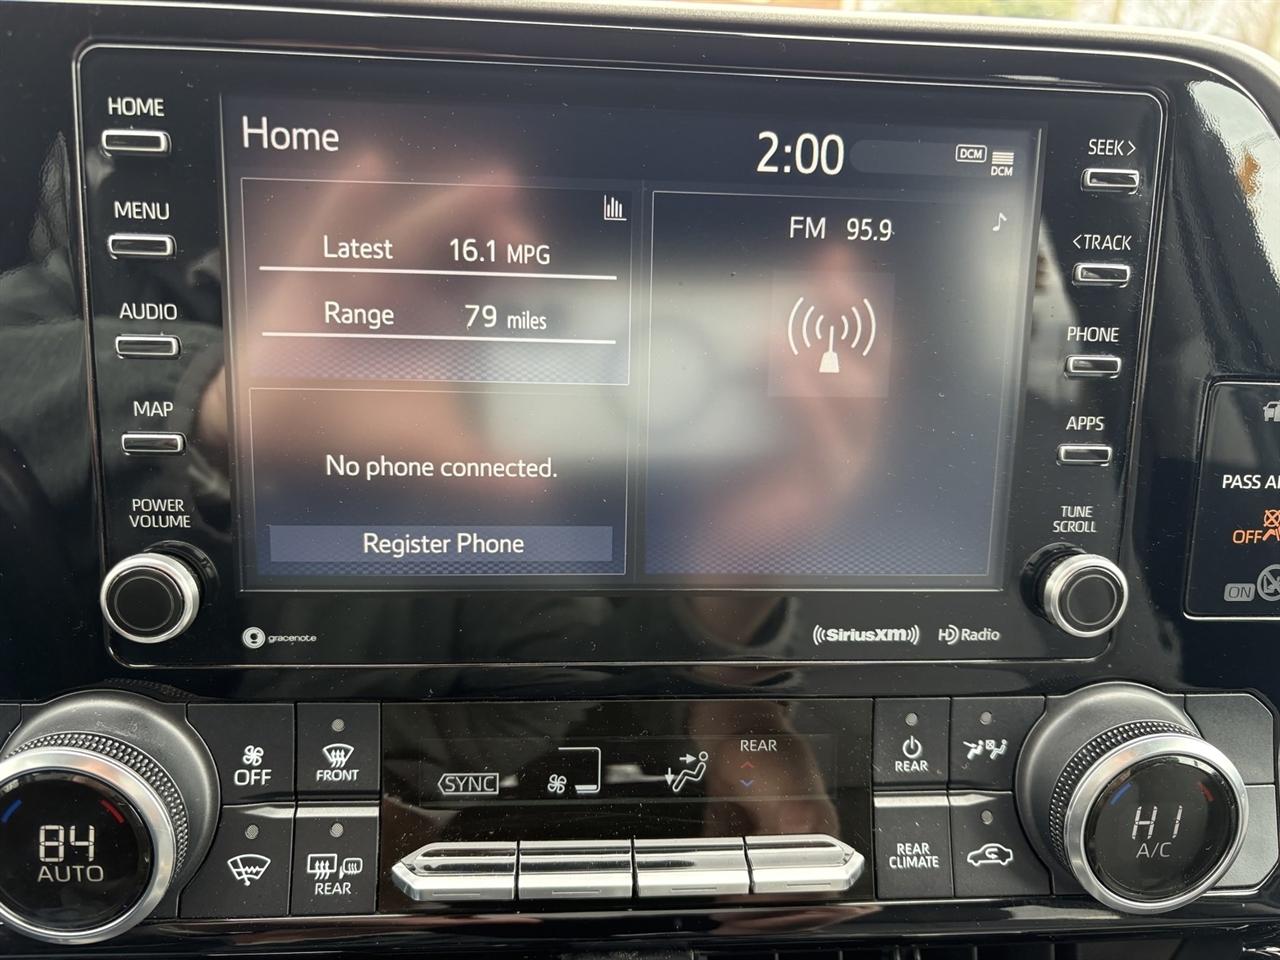 HOME
MENU
AUDIO
MAP
POWER
VOLUME
Home
2:00
DCM
DCM
Latest 16.1 MPG
Range 79 miles
No phone connected.
Register Phone
FM 95.9
SEEK>
<TRACK
PHONE
APPS
TUNE
SCROLL
gracenote
((SiriusXM))
HD Radio
PASS
OFF
ON
84
AUTO
OFF
FRONT
REAR
SYNC
REAR
REAR
REAR
CLIMATE
HI
A/C